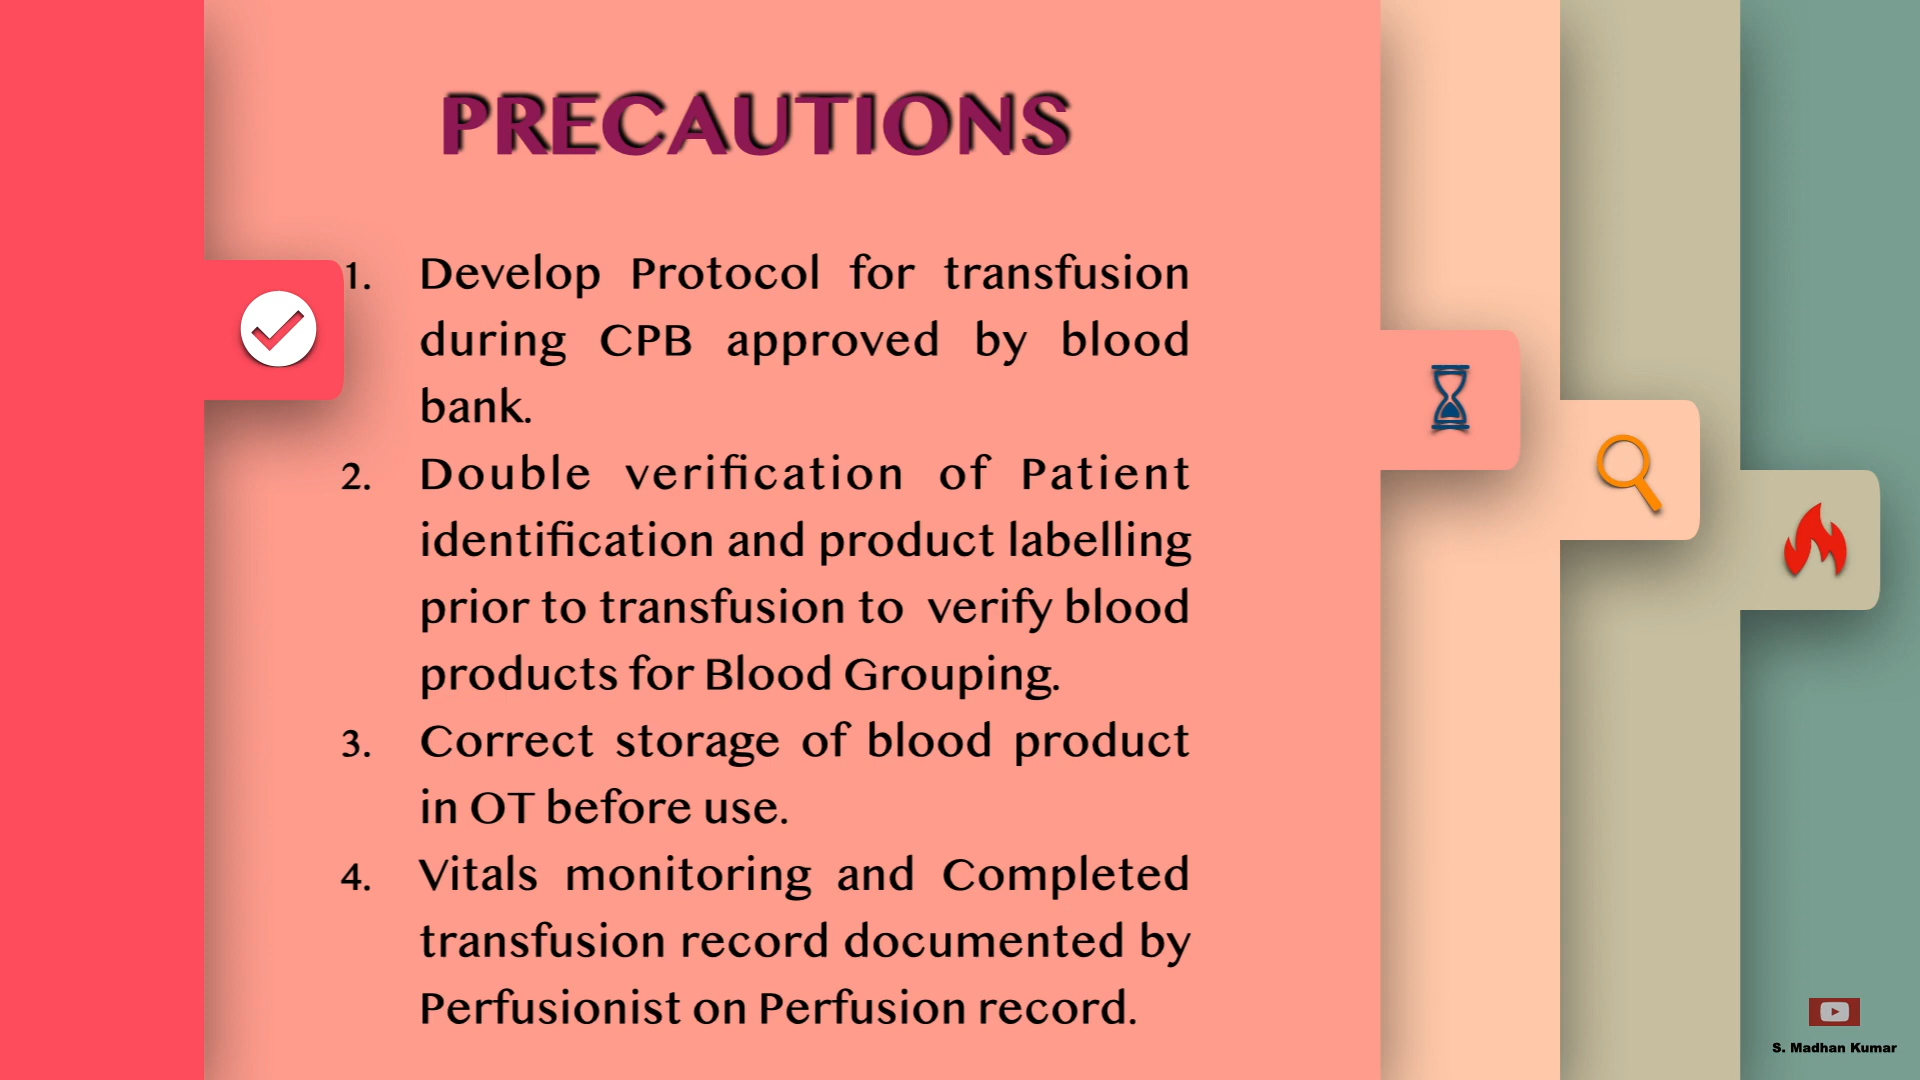 PRECAUTIONS
1. Develop Protocol for transfusion
during CPB approved by blood
bank.
2. Double verification of Patient
identification and product labelling
prior to transfusion to verify blood
products for Blood Grouping.
3. Correct storage of blood product
in OT before use.
4. Vitals monitoring and Completed
transfusion record documented by
Perfusionist on Perfusion record.
S. Madhan Kumar